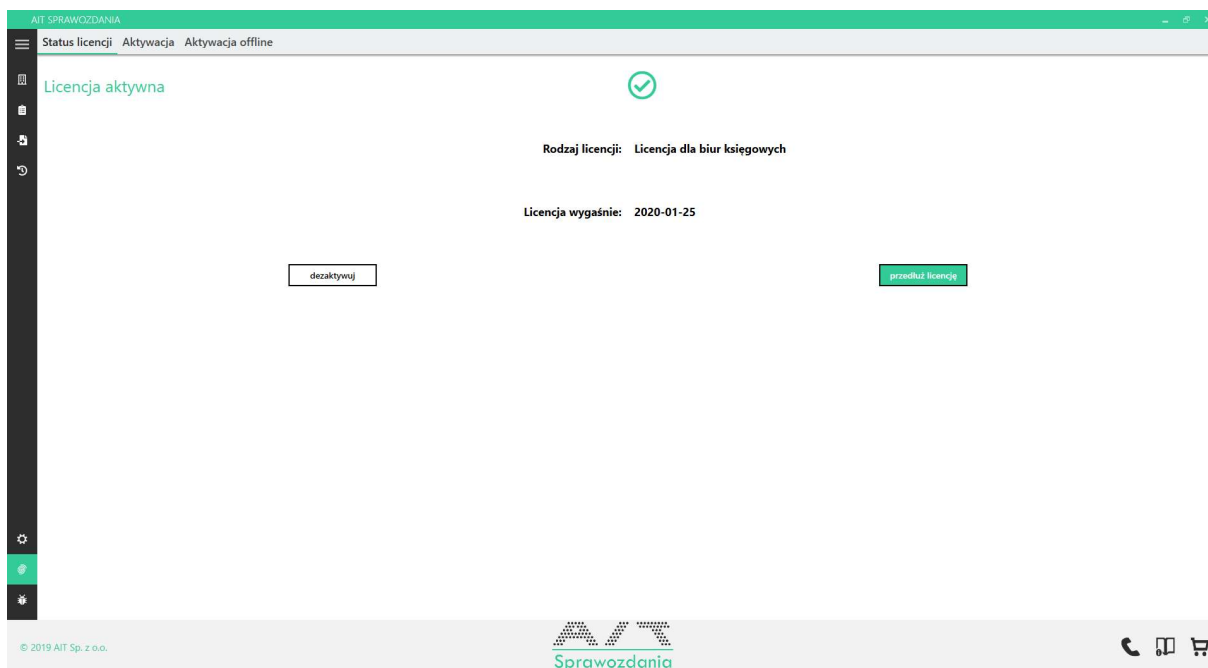 AIT SPRAWOZDANIA
Status licencji Aktywacja Aktywacja offline
Licencja aktywna
Rodzaj licencji: Licencja dla biur księgowych
Licencja wygaśnie: 2020-01-25
dezaktywuj
przedłuż licencję
© 2019 AIT Sp. z o.o.
AIT
Sprawozdania